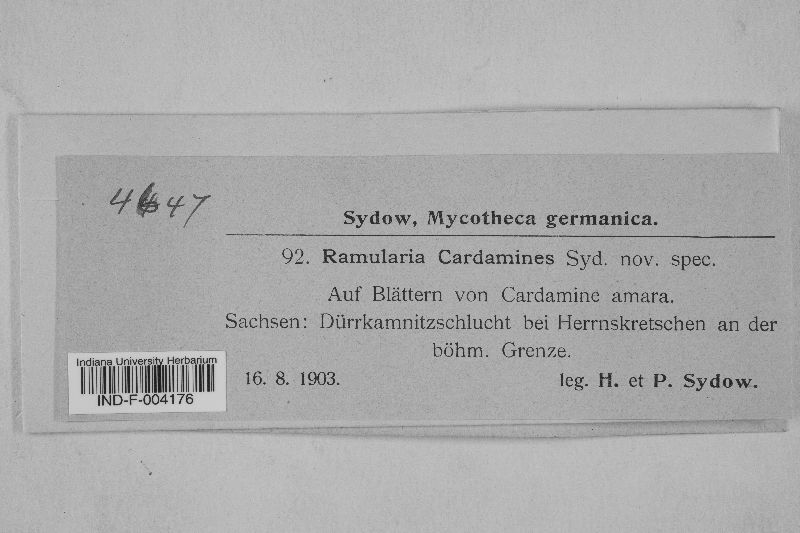 Sydow, Mycotheca germanica.
92. Ramularia Cardamines Syd. nov. spec.
Auf Blättern von Cardamine amara.
Sachsen: Dürrkamnitzschlucht bei Herrnskretschen an der
böhm. Grenze.
16. 8. 1903. leg. H. et P. Sydow.
Indiana University Herbarium
IND-F-004176